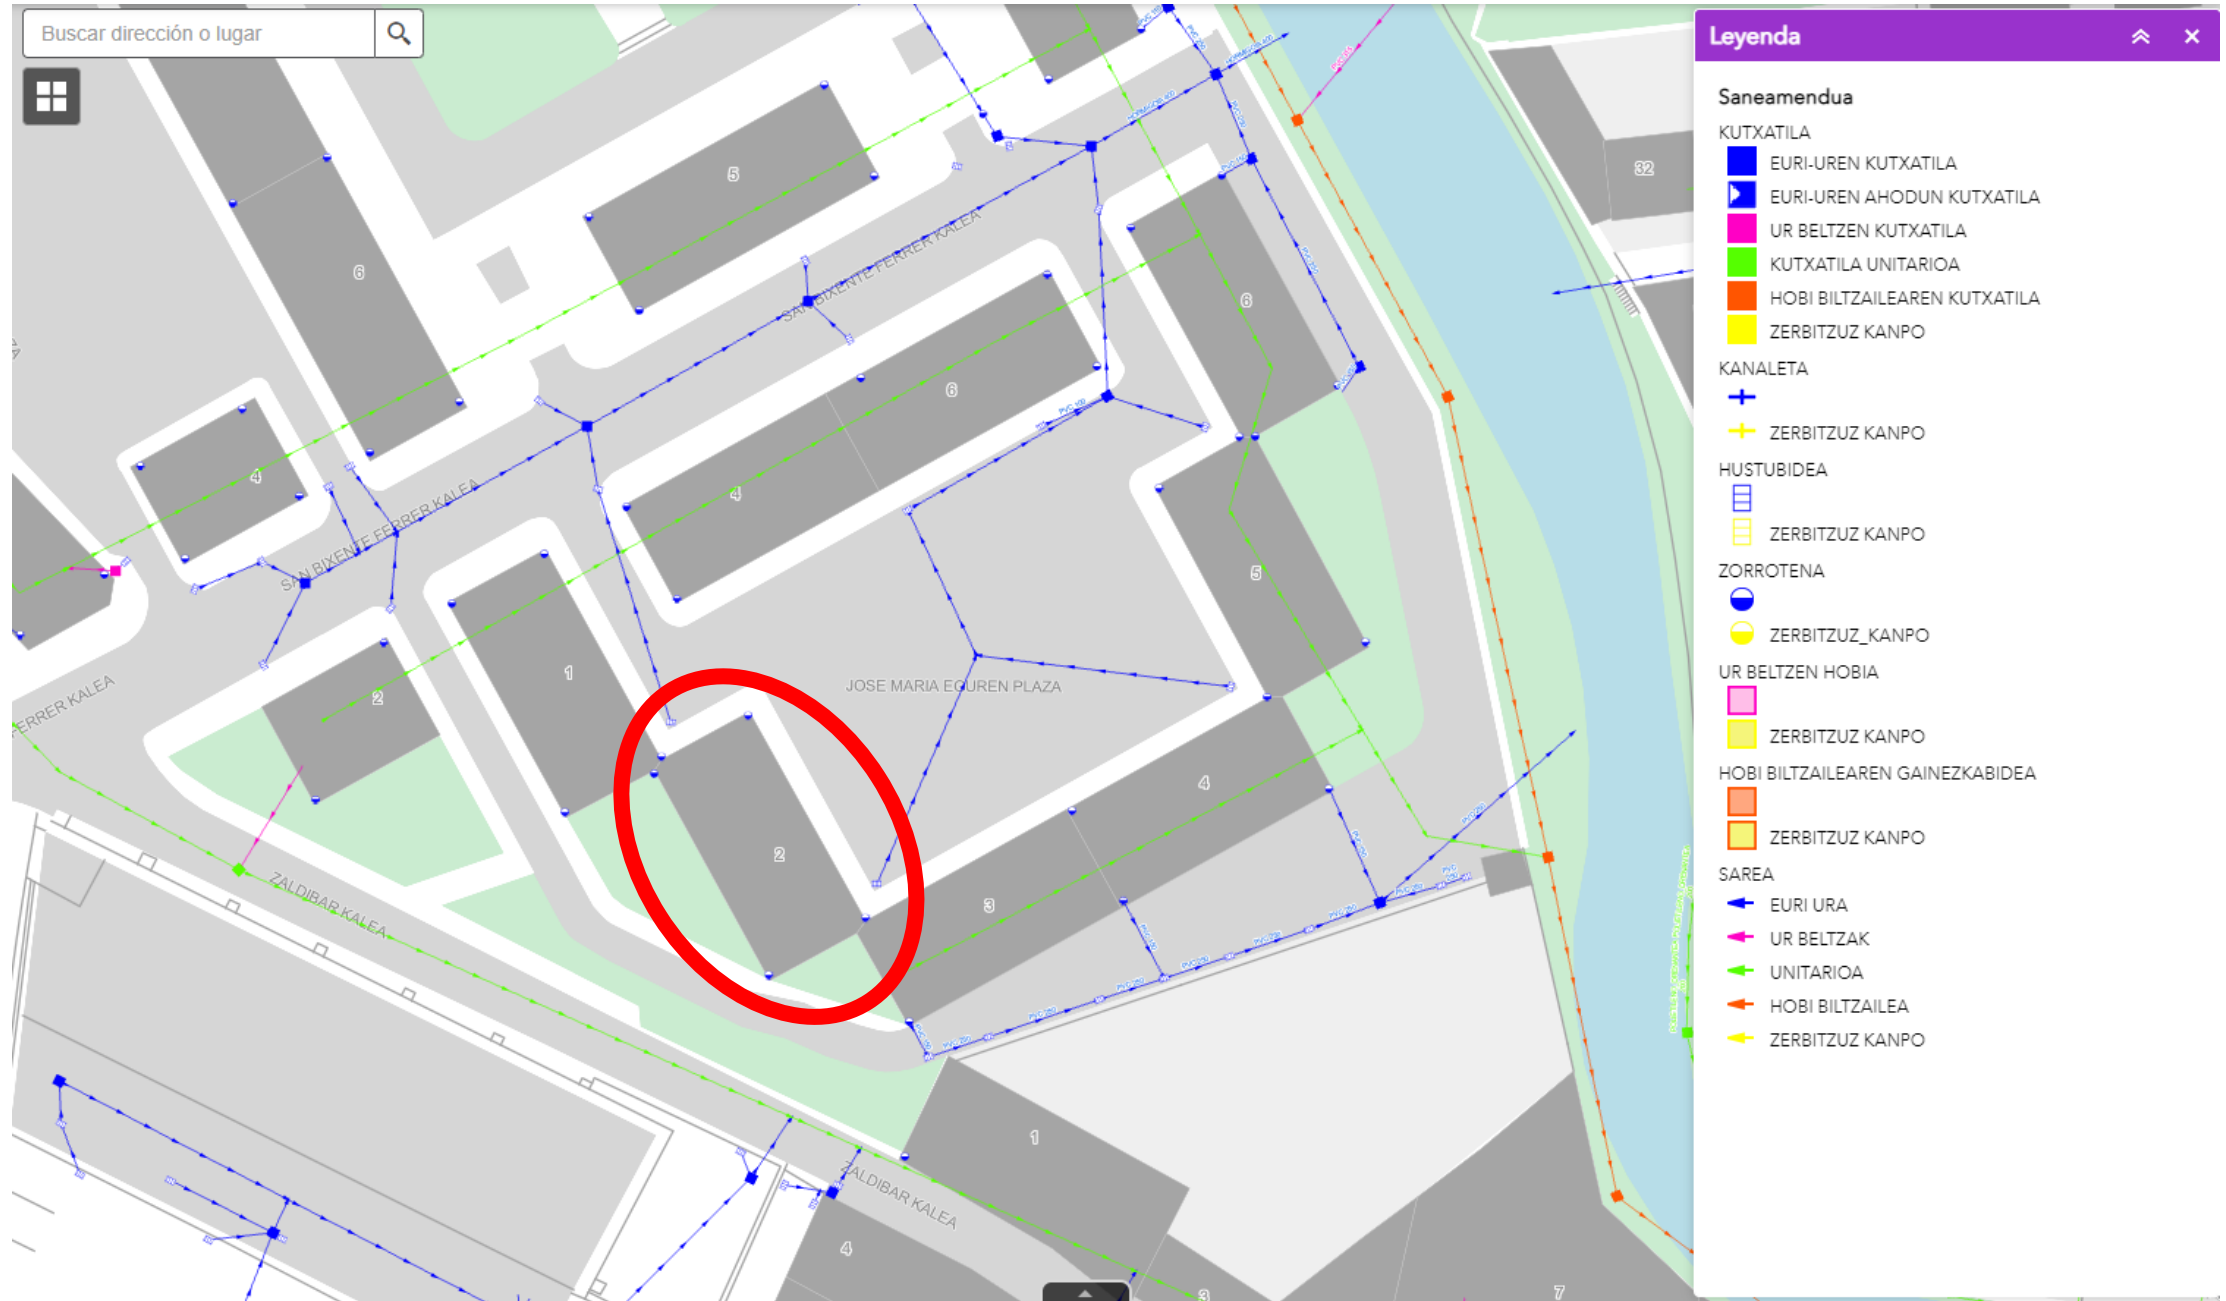 Buscar dirección o lugar
Leyenda
Saneamendua
KUTXATILA
EURI-UREN KUTXATILA
EURI-UREN AHODUN KUTXATILA
UR BELTZEN KUTXATILA
KUTXATILA UNITARIOA
HOBI BILTZAILEAREN KUTXATILA
ZERBITZUZ KANPO
KANALETA
ZERBITZUZ KANPO
HUSTUBIDEA
ZERBITZUZ KANPO
ZORROTENA
ZERBITZUZ_KANPO
UR BELTZEN HOBIA
ZERBITZUZ KANPO
HOBI BILTZAILEAREN GAINEZKABIDEA
ZERBITZUZ KANPO
SAREA
EURI URA
UR BELTZAK
UNITARIOA
HOBI BILTZAILEA
ZERBITZUZ KANPO
5
32
6
SAN BIXENTE FERRER KALEA
6
6
4
4
SAN BIXENTE FERRER KALEA
PVC 100
5
1
2
JOSE MARIA EGUREN PLAZA
FERRER KALEA
4
2
3
ZALDIBAR KALEA
1
ZALDIBAR KALEA
4
3
7